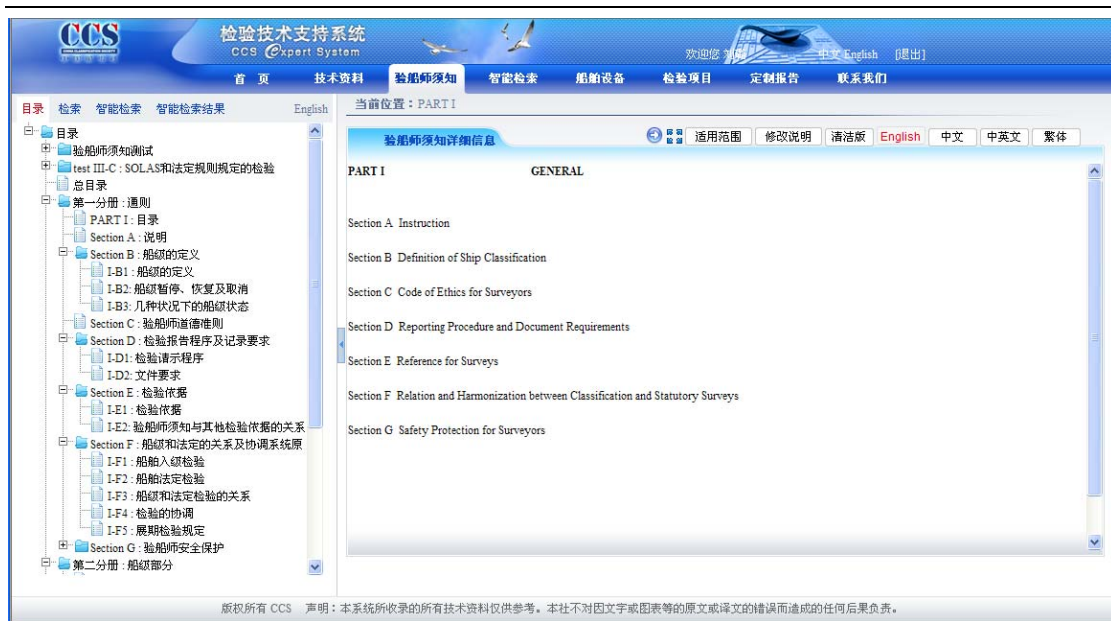 CCS
检验技术支持系统
CCS @xpert System
欢迎您
中文 English [退出]
首 页 技术资料 验船师须知 智能检索 船舶设备 检验项目 定制报告 联系我们
目录 检索 智能检索 智能检索结果 English
当前位置：PART I
目录
验船师须知测试
test III-C : SOLAS和法定规则规定的检验
总目录
第一分册 : 通则
PART I : 目录
Section A : 说明
Section B : 船级的定义
I-B1 : 船级的定义
I-B2: 船级暂停、恢复及取消
I-B3: 几种状况下的船级状态
Section C : 验船师道德准则
Section D : 检验报告程序及记录要求
I-D1: 检验请示程序
I-D2: 文件要求
Section E : 检验依据
I-E1 : 检验依据
I-E2: 验船师须知与其他检验依据的关系
Section F : 船级和法定的关系及协调系统原
I-F1 : 船舶入级检验
I-F2 : 船舶法定检验
I-F3 : 船级和法定检验的关系
I-F4 : 检验的协调
I-F5 : 展期检验规定
Section G : 验船师安全保护
第二分册 : 船级部分
验船师须知详细信息
适用范围 修改说明 清洁版 English 中文 中英文 繁体
PART I GENERAL
Section A Instruction
Section B Definition of Ship Classification
Section C Code of Ethics for Surveyors
Section D Reporting Procedure and Document Requirements
Section E Reference for Surveys
Section F Relation and Harmonization between Classification and Statutory Surveys
Section G Safety Protection for Surveyors
版权所有 CCS 声明：本系统所收录的所有技术资料仅供参考。本社不对因文字或图表等的原文或译文的错误而造成的任何后果负责。